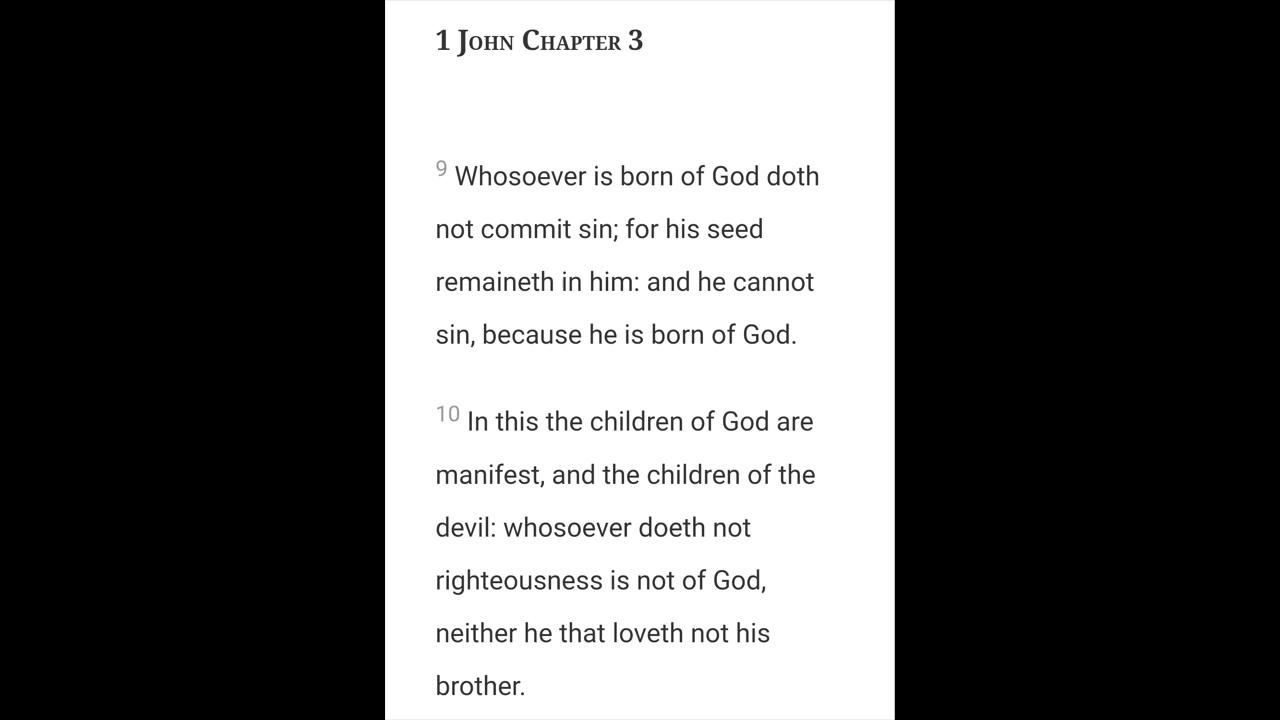 1 John Chapter 3
9 Whosoever is born of God doth
not commit sin; for his seed
remaineth in him: and he cannot
sin, because he is born of God.
10 In this the children of God are
manifest, and the children of the
devil: whosoever doeth not
righteousness is not of God,
neither he that loveth not his
brother.